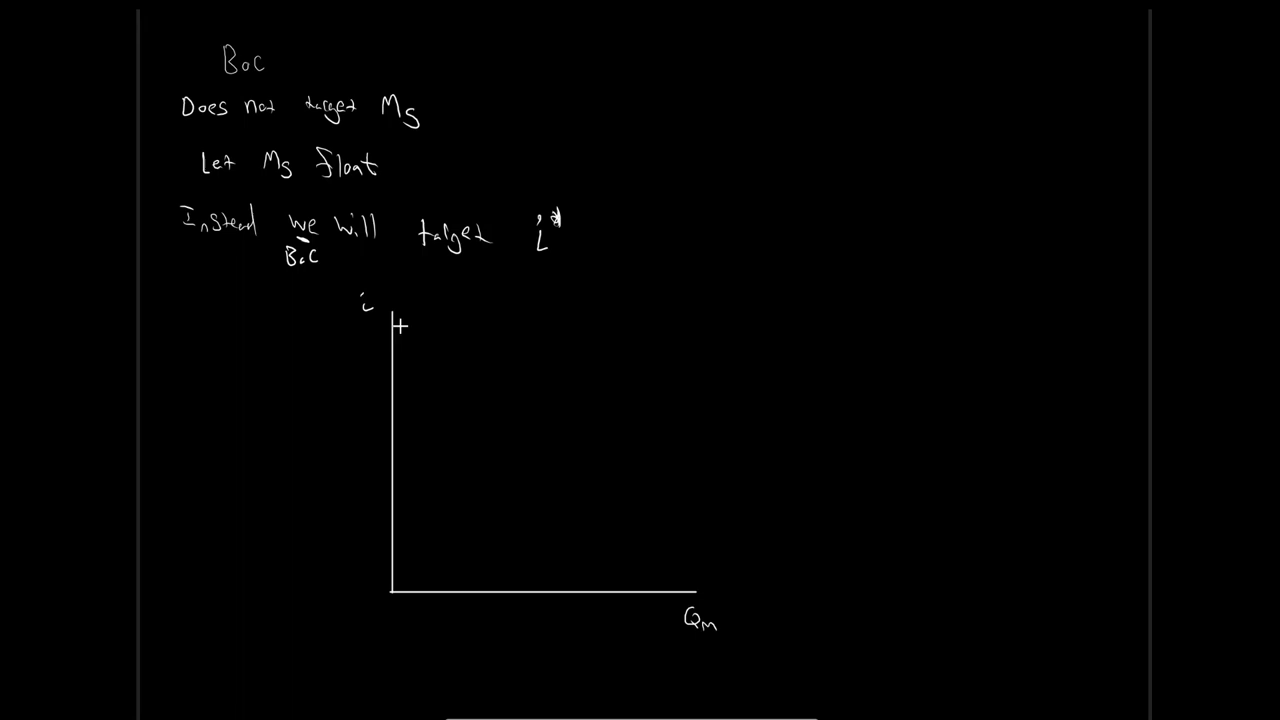 BoC
Does not target Ms
Let Ms float
Instead we will target i*
BoC
i
QM